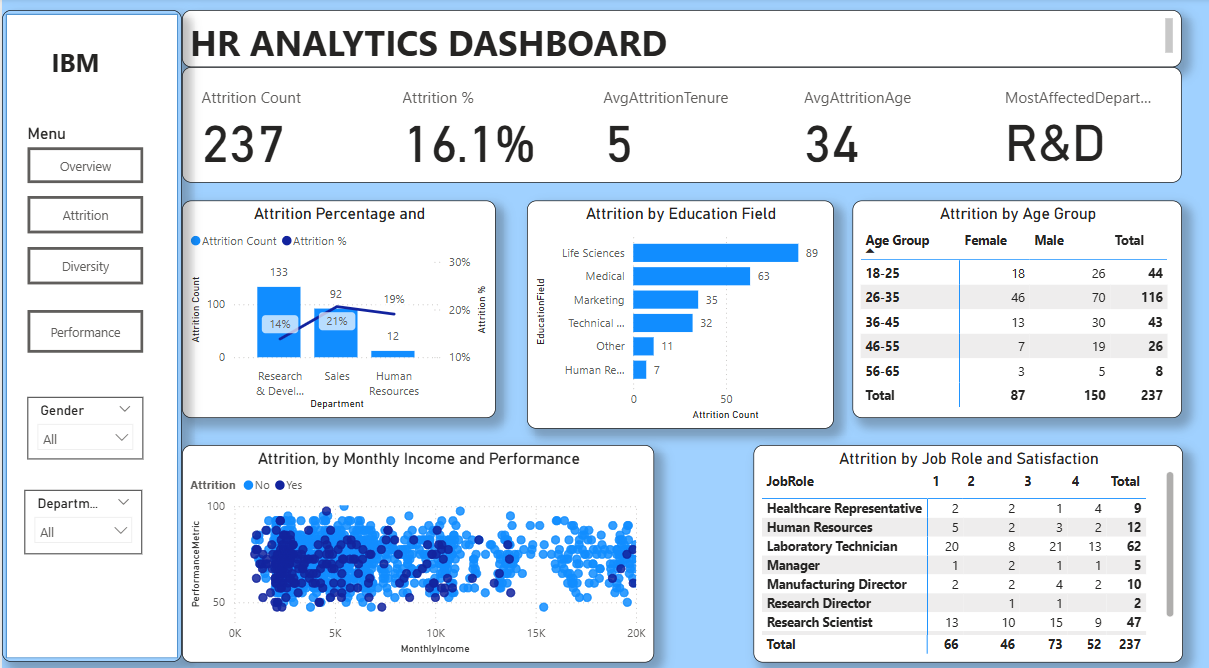 HR ANALYTICS DASHBOARD
IBM
Menu
Overview
Attrition
Diversity
Performance
Gender
All
Departm...
All
Attrition Count
237
Attrition %
16.1%
AvgAttritionTenure
5
AvgAttritionAge
34
MostAffectedDepart...
R&D
Attrition Percentage and
Attrition Count Attrition %
Attrition Count
100
0
133
92
12
14%
21%
19%
30%
20%
10%
Attrition %
Research
& Devel...
Sales
Human
Resources
Department
Attrition by Education Field
EducationField
Life Sciences 89
Medical 63
Marketing 35
Technical ... 32
Other 11
Human Re... 7
0 50
Attrition Count
Attrition by Age Group
Age Group Female Male Total
18-25 18 26 44
26-35 46 70 116
36-45 13 30 43
46-55 7 19 26
56-65 3 5 8
Total 87 150 237
Attrition, by Monthly Income and Performance
Attrition No Yes
PerformanceMetric
100
50
0K 5K 10K 15K 20K
MonthlyIncome
Attrition by Job Role and Satisfaction
JobRole 1 2 3 4 Total
Healthcare Representative 2 2 1 4 9
Human Resources 5 2 3 2 12
Laboratory Technician 20 8 21 13 62
Manager 1 2 1 1 5
Manufacturing Director 2 2 4 2 10
Research Director 1 1 2
Research Scientist 13 10 15 9 47
Total 66 46 73 52 237